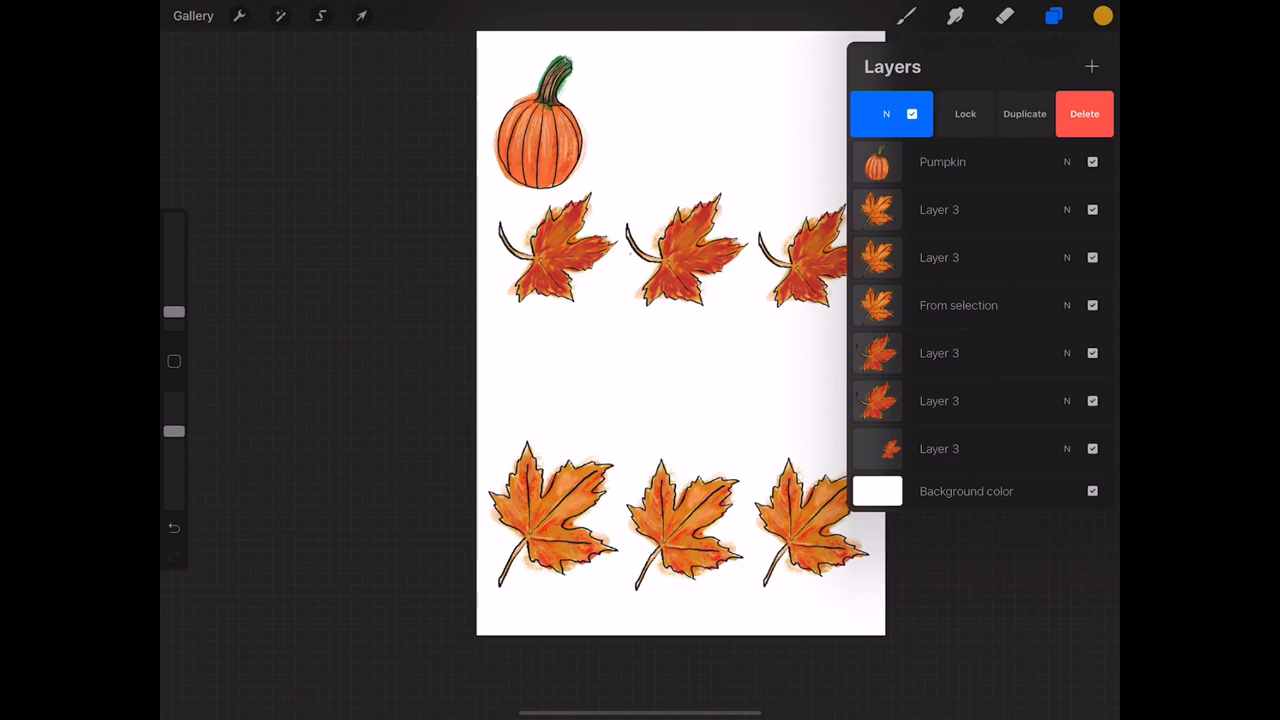 Gallery
Layers
N Lock Duplicate Delete
Pumpkin N
Layer 3 N
Layer 3 N
From selection N
Layer 3 N
Layer 3 N
Layer 3 N
Background color